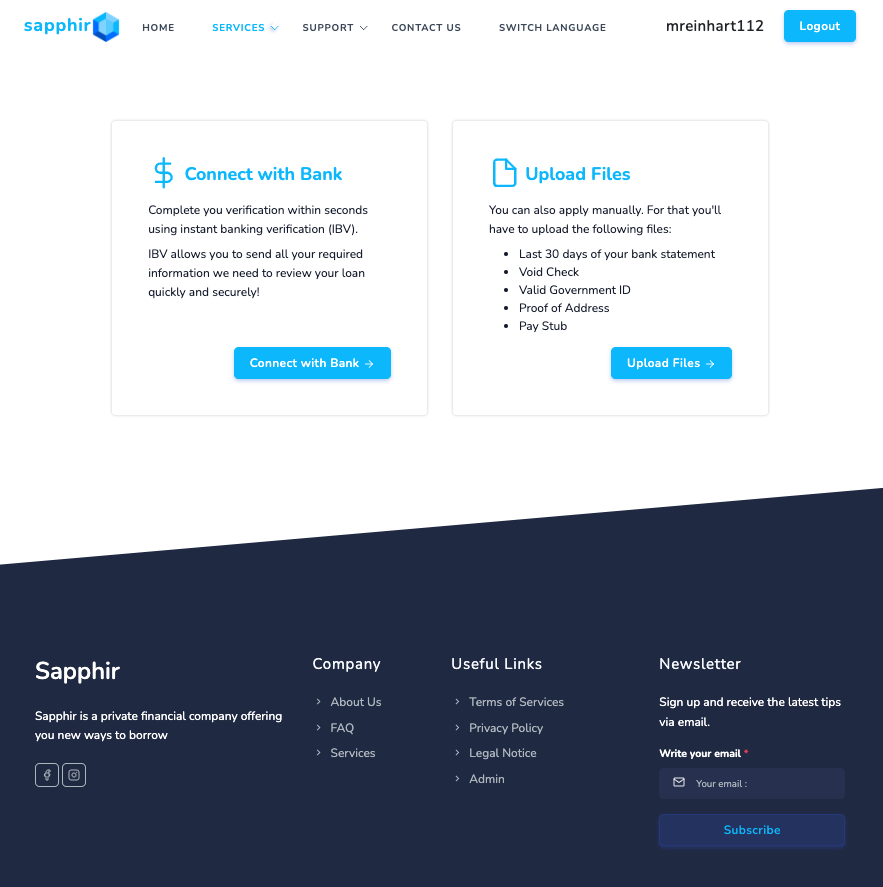 sapphir
HOME
SERVICES
SUPPORT
CONTACT US
SWITCH LANGUAGE
mreinhart112
Logout
Connect with Bank
Complete you verification within seconds
using instant banking verification (IBV).
IBV allows you to send all your required
information we need to review your loan
quickly and securely!
Connect with Bank →
Upload Files
You can also apply manually. For that you'll
have to upload the following files:
• Last 30 days of your bank statement
• Void Check
• Valid Government ID
• Proof of Address
• Pay Stub
Upload Files →
Sapphir
Sapphir is a private financial company offering
you new ways to borrow
Company
About Us
FAQ
Services
Useful Links
Terms of Services
Privacy Policy
Legal Notice
Admin
Newsletter
Sign up and receive the latest tips
via email.
Write your email *
Your email :
Subscribe